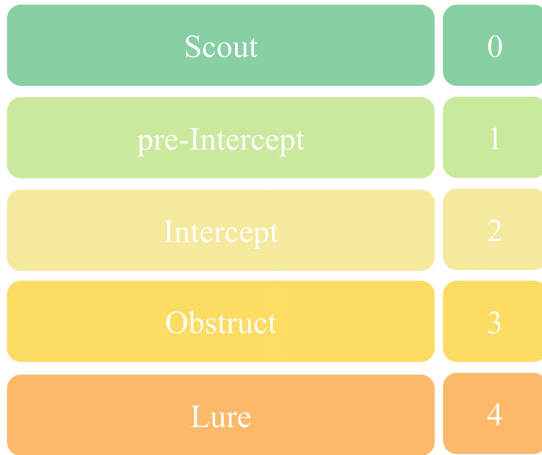 Scout 0
pre-Intercept 1
Intercept 2
Obstruct 3
Lure 4